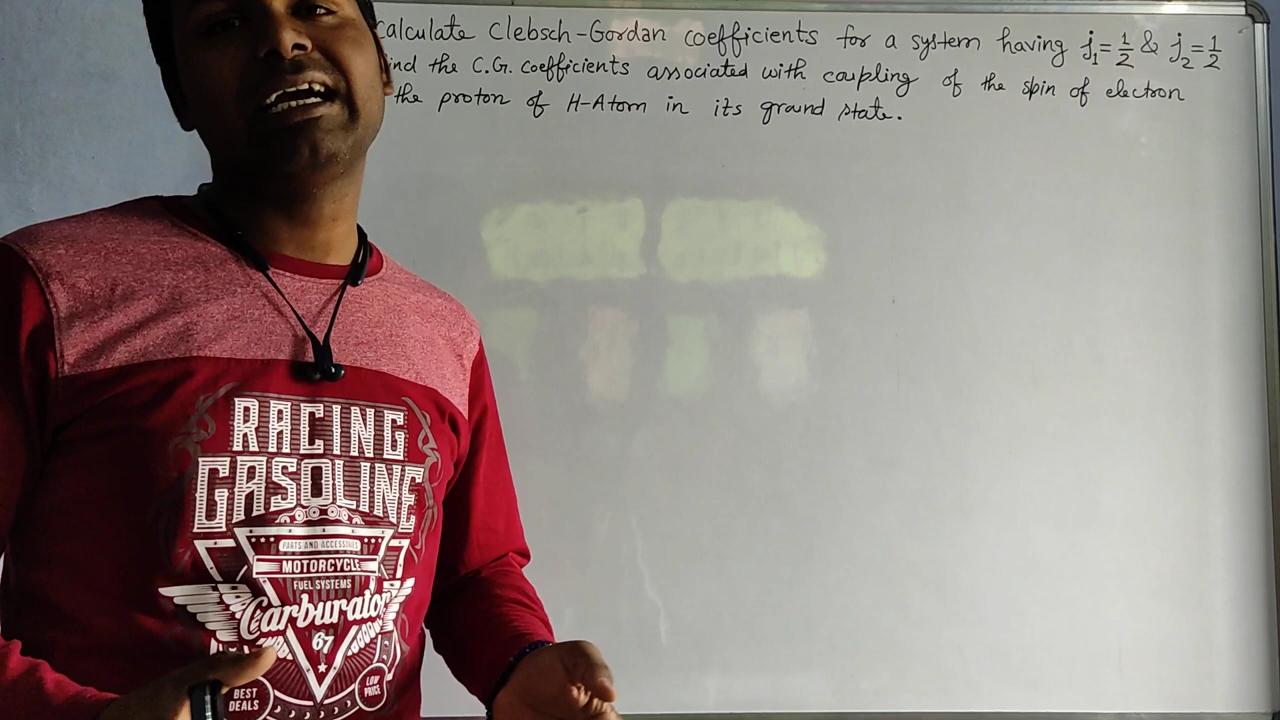 Calculate Clebsch-Gordan coefficients for a system having j₁=1/2 & j₂=1/2
ind the C.G. coefficients associated with coupling of the spin of electron
the proton of H-Atom in its ground state.
RACING
GASOLINE
PARTS AND ACCESSORIES
MOTORCYCLE
FUEL SYSTEMS
Carburator
67
BEST
DEALS
LOW
PRICE